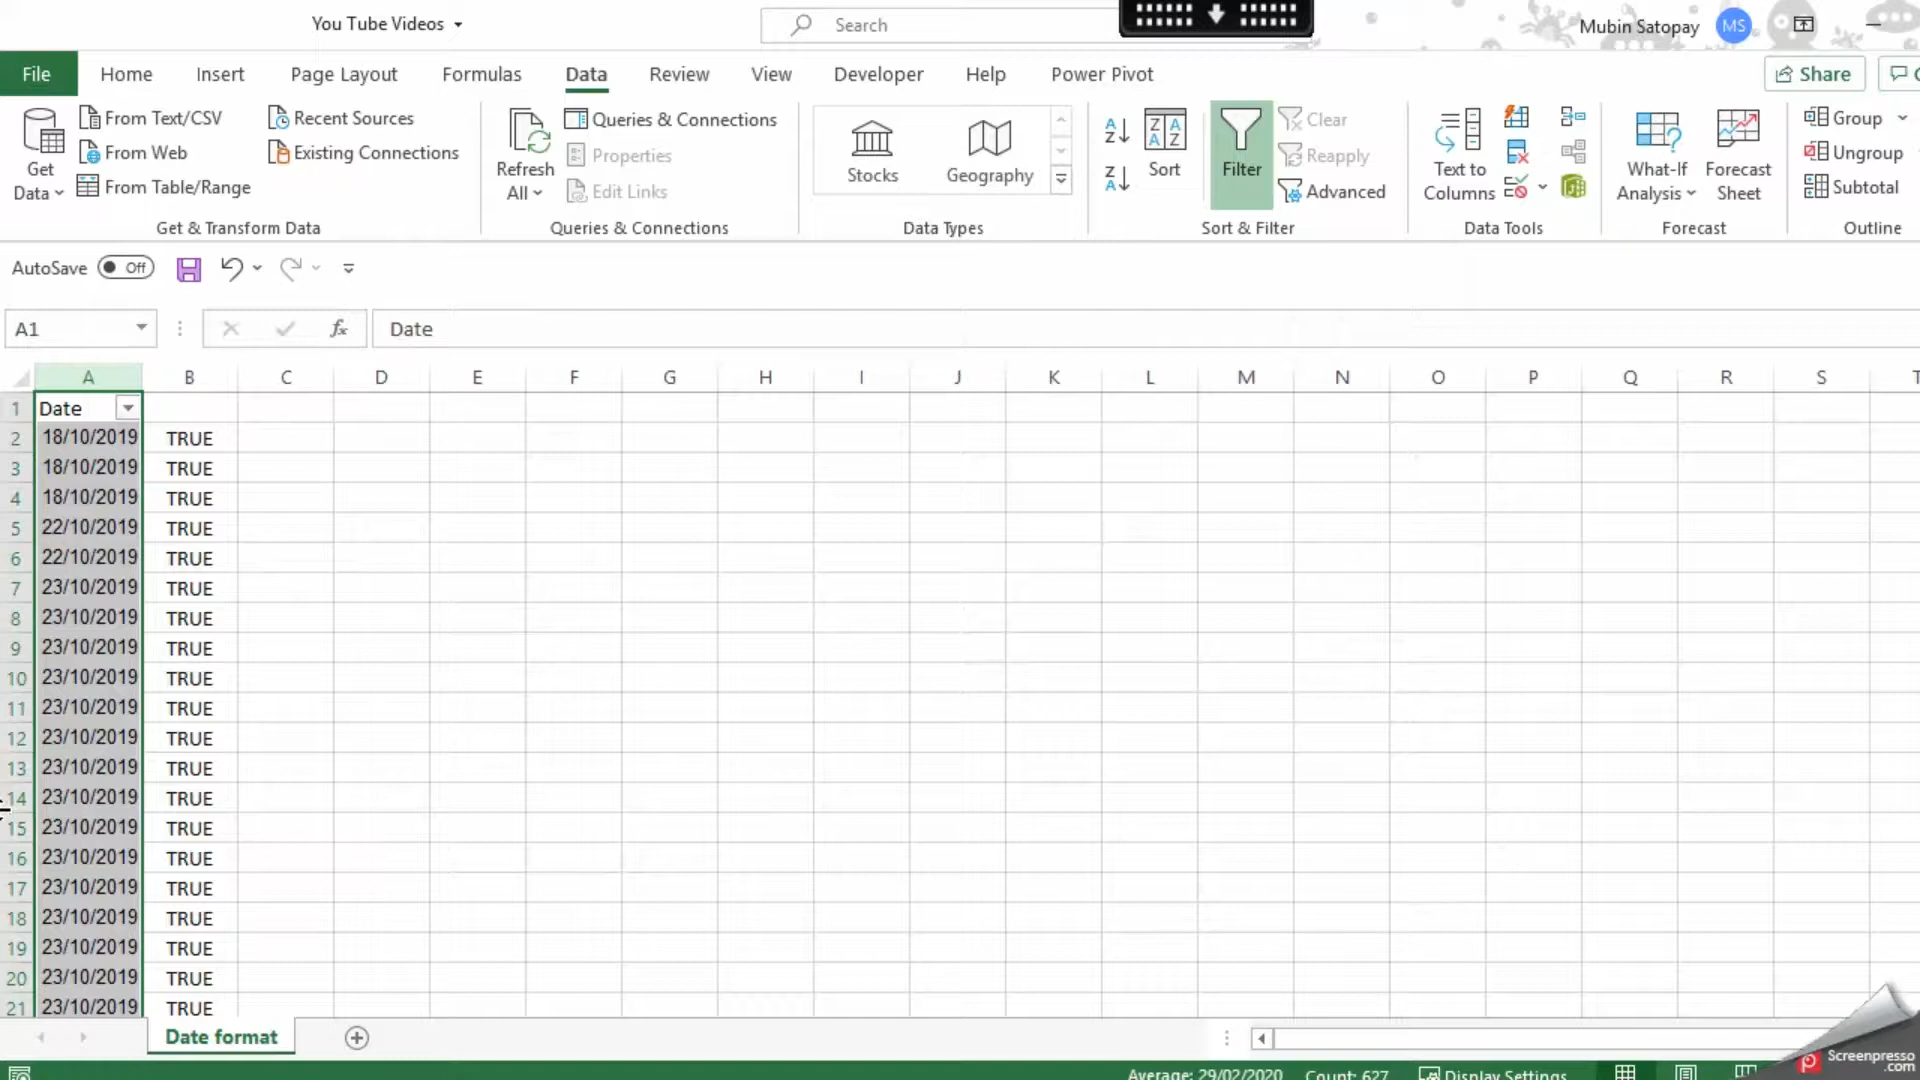 You Tube Videos
Search
Mubin Satopay
MS
File Home Insert Page Layout Formulas Data Review View Developer Help Power Pivot
Share
Get Data
From Text/CSV
From Web
From Table/Range
Recent Sources
Existing Connections
Get & Transform Data
Refresh All
Queries & Connections
Properties
Edit Links
Queries & Connections
Stocks
Geography
Data Types
Sort
Filter
Clear
Reapply
Advanced
Sort & Filter
Text to Columns
Data Tools
What-If Analysis
Forecast Sheet
Forecast
Group
Ungroup
Subtotal
Outline
AutoSave Off
A1 fx Date
A B C D E F G H I J K L M N O P Q R S T
1 Date
2 18/10/2019 TRUE
3 18/10/2019 TRUE
4 18/10/2019 TRUE
5 22/10/2019 TRUE
6 22/10/2019 TRUE
7 23/10/2019 TRUE
8 23/10/2019 TRUE
9 23/10/2019 TRUE
10 23/10/2019 TRUE
11 23/10/2019 TRUE
12 23/10/2019 TRUE
13 23/10/2019 TRUE
14 23/10/2019 TRUE
15 23/10/2019 TRUE
16 23/10/2019 TRUE
17 23/10/2019 TRUE
18 23/10/2019 TRUE
19 23/10/2019 TRUE
20 23/10/2019 TRUE
21 23/10/2019 TRUE
Date format
Average: 29/02/2020 Count: 627 Display Settings
Screenpresso
.com